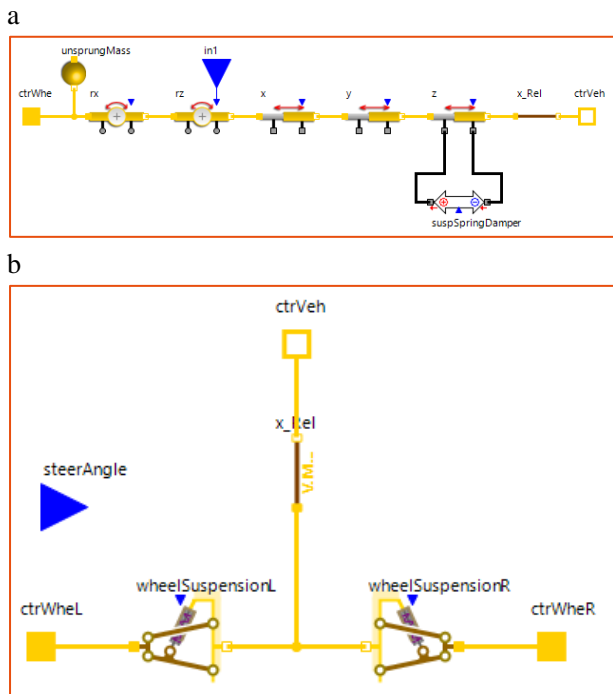 a
unsprungMass
in1
ctrWhe rx rz x y z x_Rel ctrVeh
suspSpringDamper
b
ctrVeh
x_Rel
V.M...
steerAngle
wheelSuspensionL wheelSuspensionR
ctrWheL ctrWheR